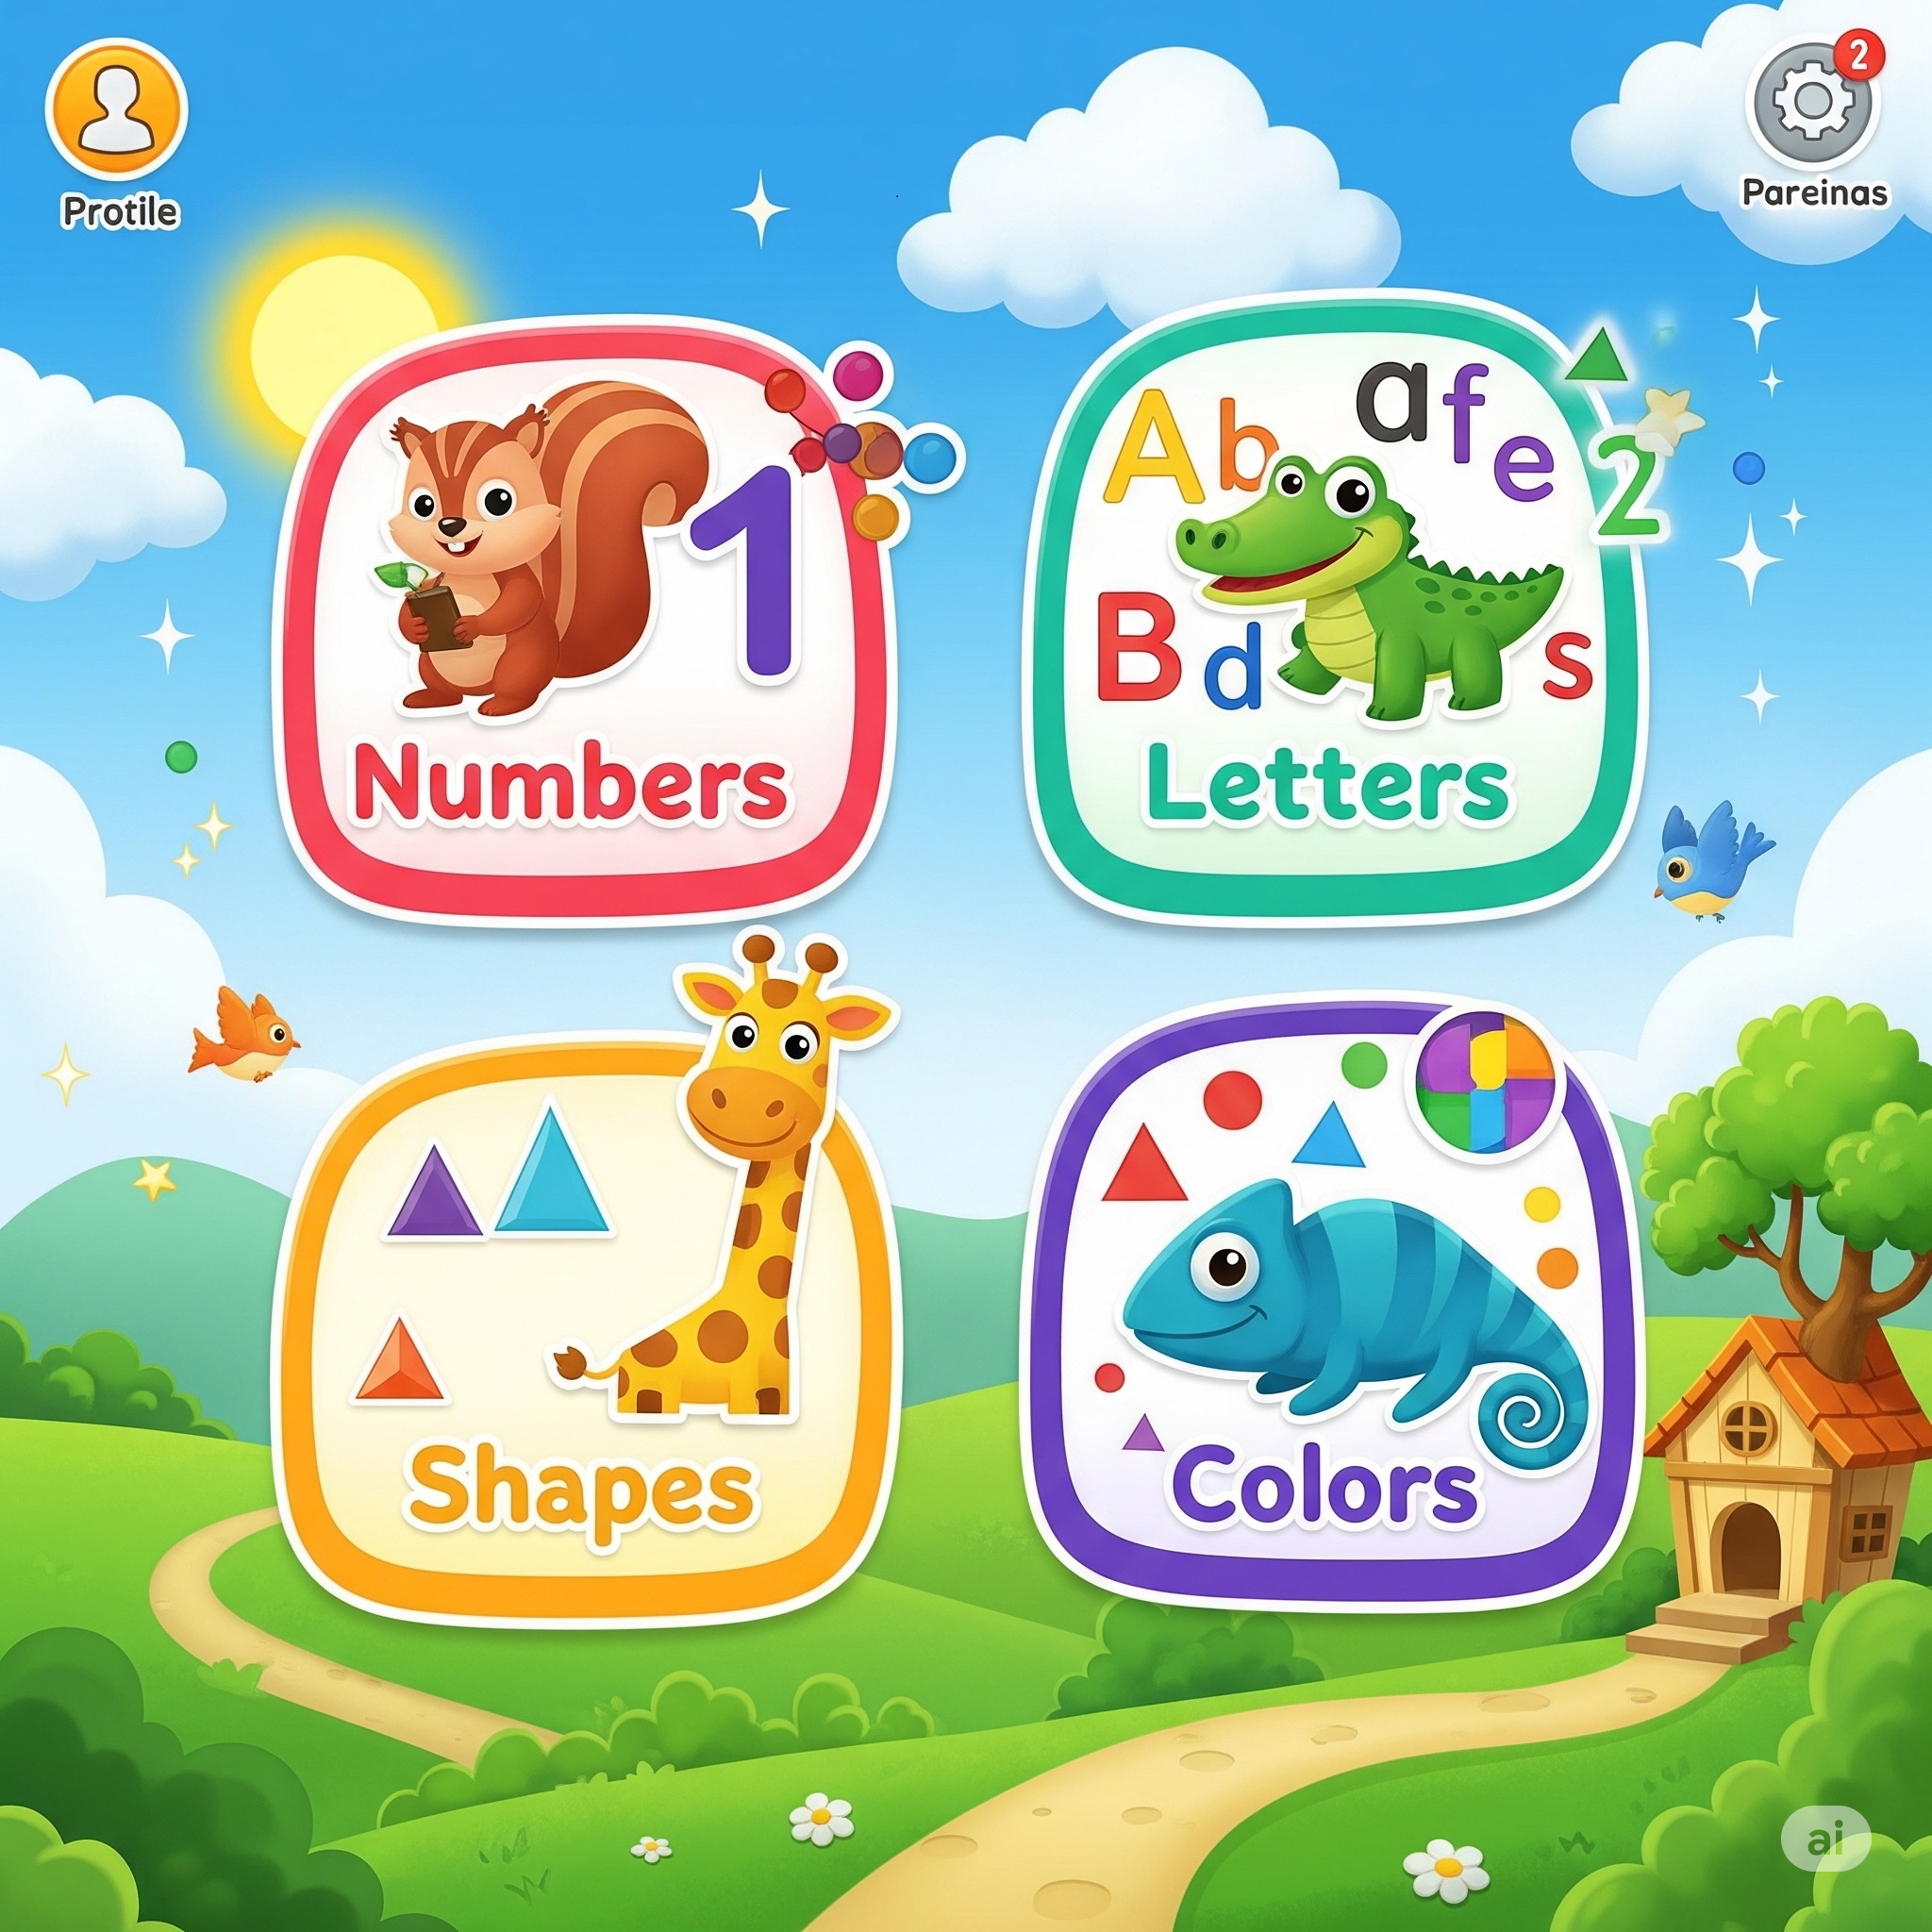 2
Protile
Pareinas
1
Numbers
A b a f e
2
B d s
Letters
Shapes
Colors
ai